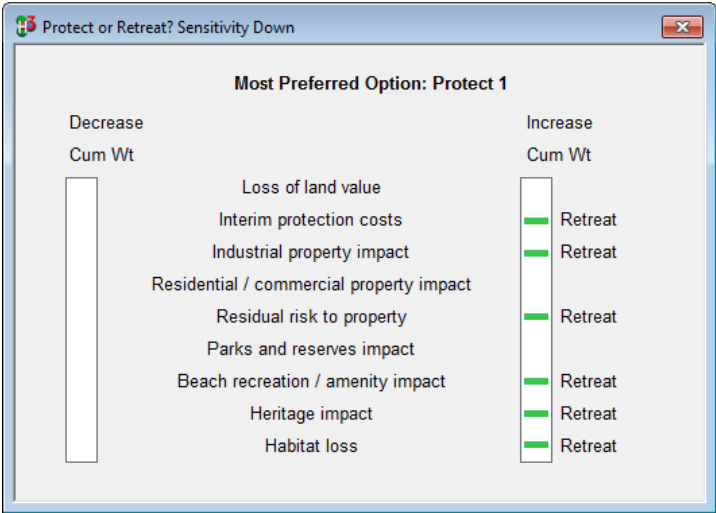 Protect or Retreat? Sensitivity Down
Most Preferred Option: Protect 1
Decrease Increase
Cum Wt Cum Wt
Loss of land value
Interim protection costs Retreat
Industrial property impact Retreat
Residential / commercial property impact
Residual risk to property Retreat
Parks and reserves impact
Beach recreation / amenity impact Retreat
Heritage impact Retreat
Habitat loss Retreat